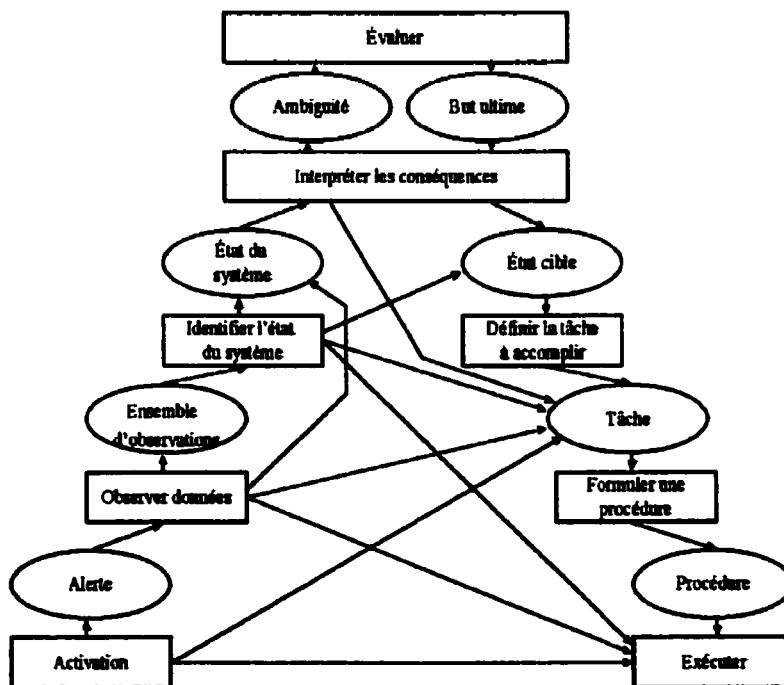 Évaluer
Ambiguïté
But ultime
Interpréter les conséquences
État du
système
État cible
Identifier l'état
du système
Définir la tâche
à accomplir
Ensemble
d'observations
Tâche
Observer données
Formuler une
procédure
Alerte
Procédure
Activation
Exécuter